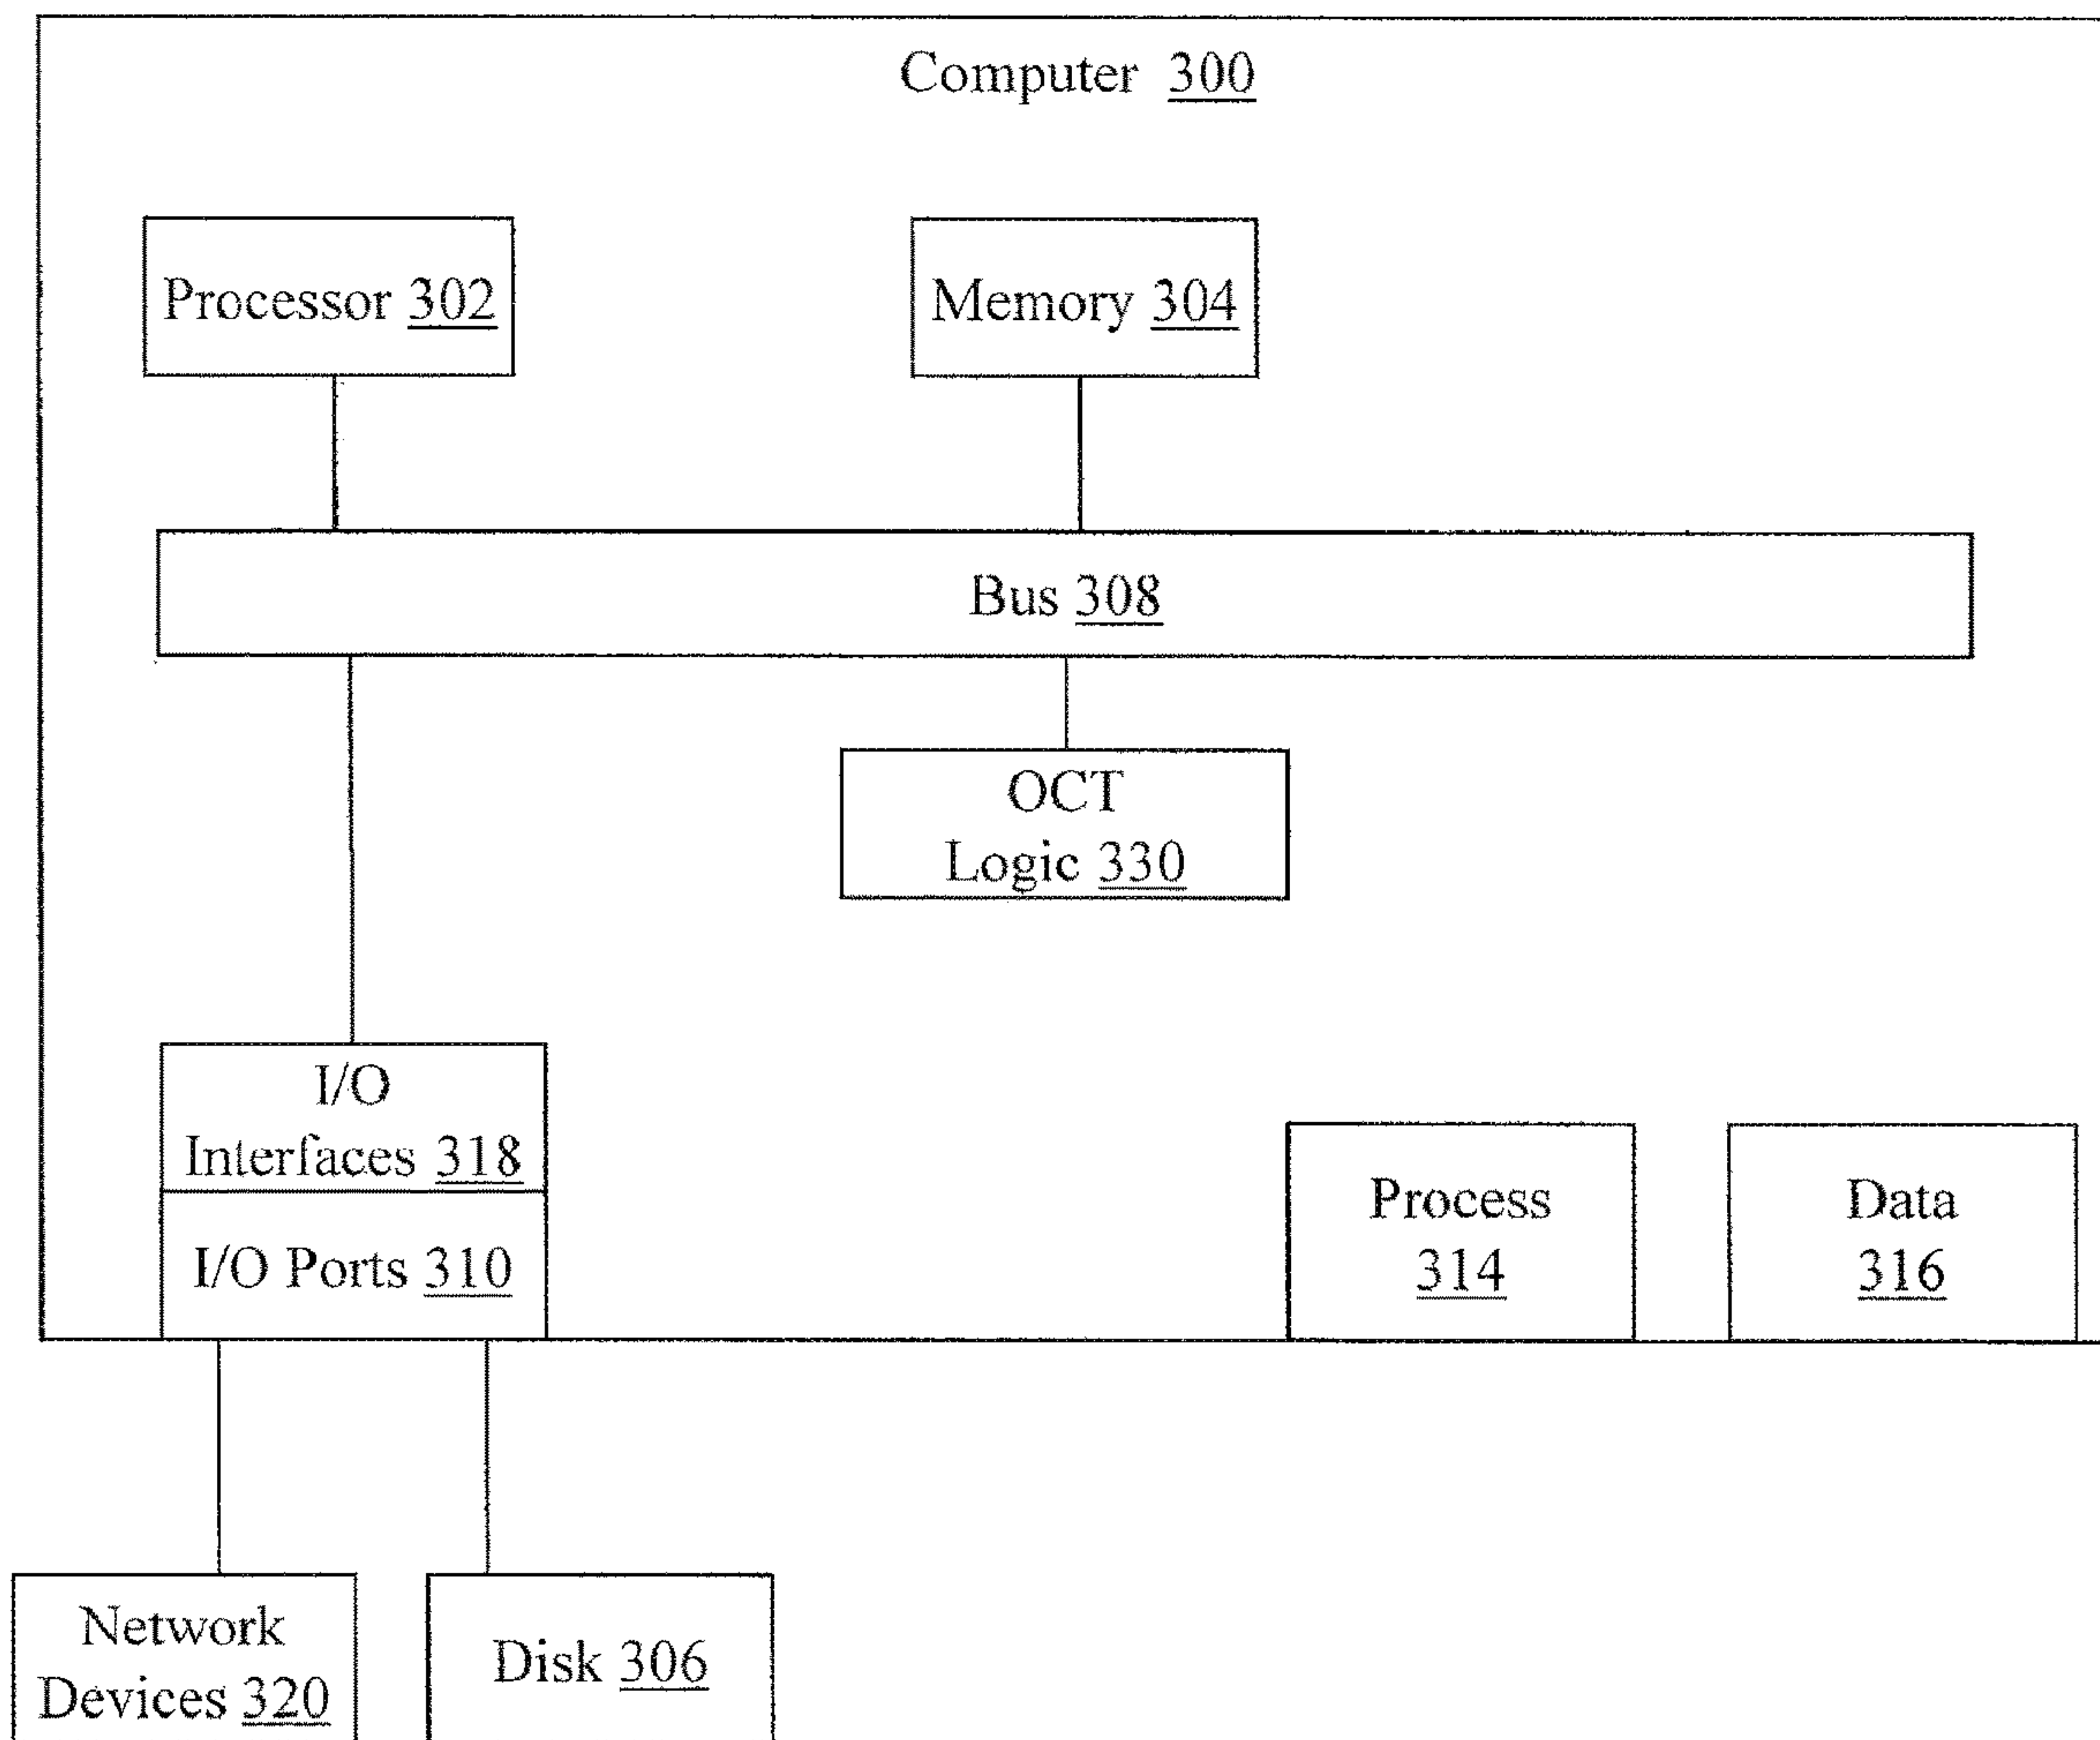 Computer 300
Processor 302
Memory 304
Bus 308
OCT
Logic 330
I/O
Interfaces 318
I/O Ports 310
Process
314
Data
316
Network
Devices 320
Disk 306